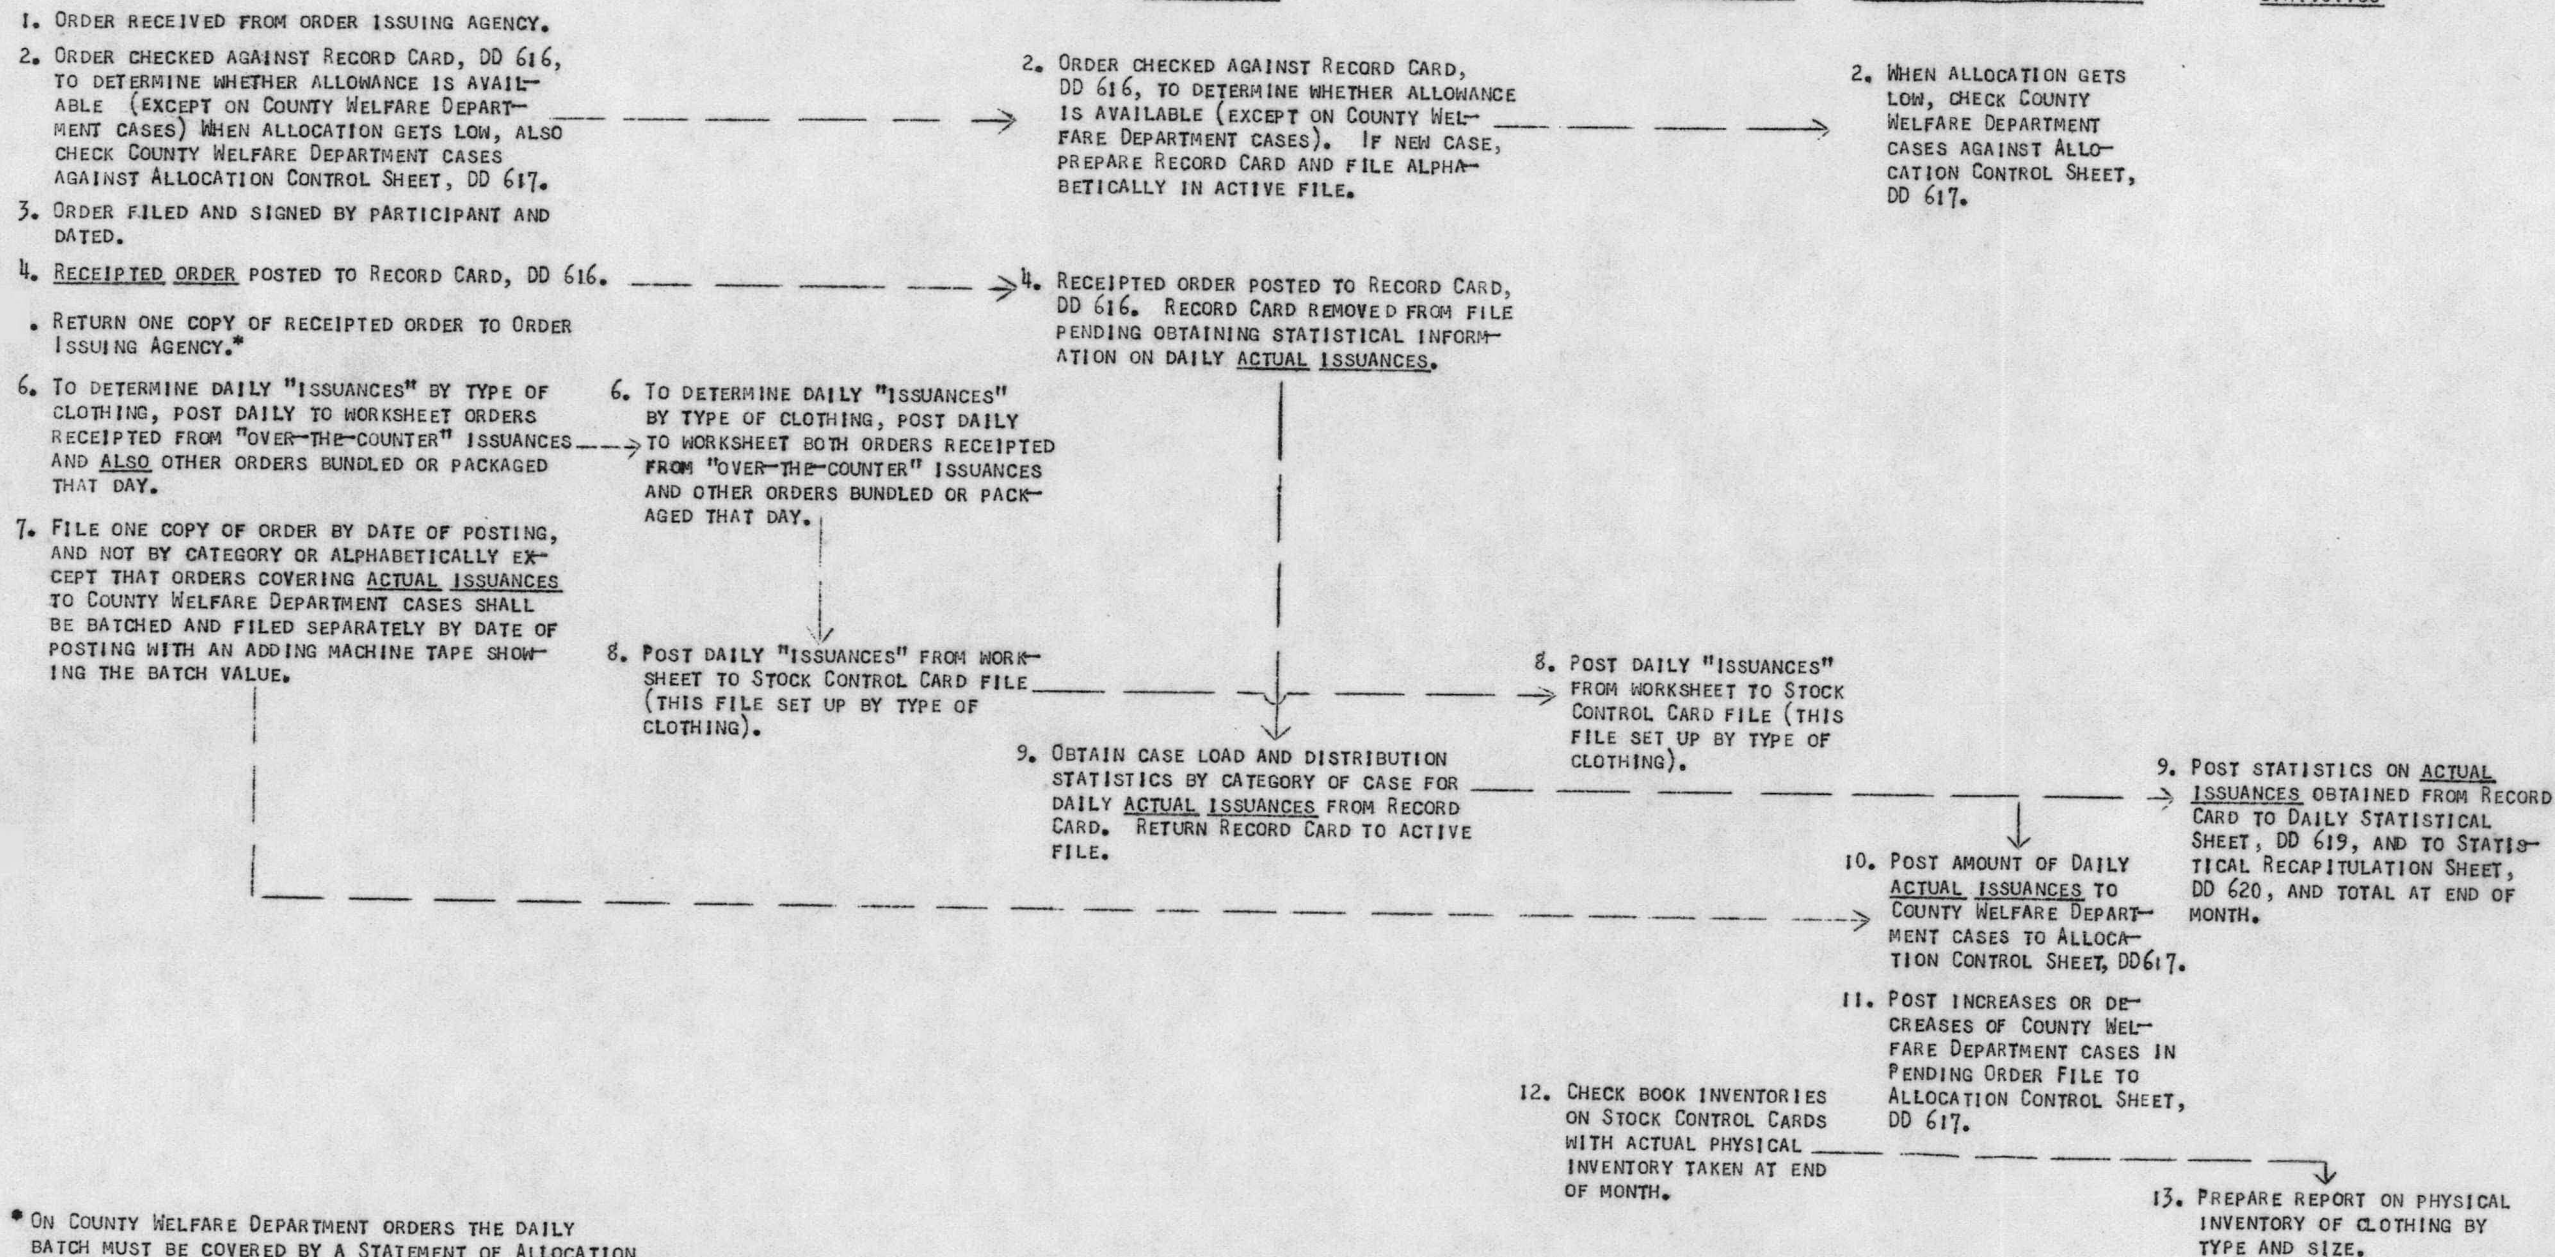 1. ORDER RECEIVED FROM ORDER ISSUING AGENCY.
2. ORDER CHECKED AGAINST RECORD CARD, DD 616,
TO DETERMINE WHETHER ALLOWANCE IS AVAIL-
ABLE (EXCEPT ON COUNTY WELFARE DEPART-
MENT CASES) WHEN ALLOCATION GETS LOW, ALSO
CHECK COUNTY WELFARE DEPARTMENT CASES
AGAINST ALLOCATION CONTROL SHEET, DD 617.
3. ORDER FILED AND SIGNED BY PARTICIPANT AND
DATED.
4. RECEIPTED ORDER POSTED TO RECORD CARD, DD 616.
. RETURN ONE COPY OF RECEIPTED ORDER TO ORDER
ISSUING AGENCY.*
6. TO DETERMINE DAILY "ISSUANCES" BY TYPE OF
CLOTHING, POST DAILY TO WORKSHEET ORDERS
RECEIPTED FROM "OVER-THE-COUNTER" ISSUANCES
AND ALSO OTHER ORDERS BUNDLED OR PACKAGED
THAT DAY.
7. FILE ONE COPY OF ORDER BY DATE OF POSTING,
AND NOT BY CATEGORY OR ALPHABETICALLY EX-
CEPT THAT ORDERS COVERING ACTUAL ISSUANCES
TO COUNTY WELFARE DEPARTMENT CASES SHALL
BE BATCHED AND FILED SEPARATELY BY DATE OF
POSTING WITH AN ADDING MACHINE TAPE SHOW-
ING THE BATCH VALUE.
* ON COUNTY WELFARE DEPARTMENT ORDERS THE DAILY
BATCH MUST BE COVERED BY A STATEMENT OF ALLOCATION
6. TO DETERMINE DAILY "ISSUANCES"
BY TYPE OF CLOTHING, POST DAILY
TO WORKSHEET BOTH ORDERS RECEIPTED
FROM "OVER-THE-COUNTER" ISSUANCES
AND OTHER ORDERS BUNDLED OR PACK-
AGED THAT DAY.
8. POST DAILY "ISSUANCES" FROM WORK-
SHEET TO STOCK CONTROL CARD FILE
(THIS FILE SET UP BY TYPE OF
CLOTHING).
2. ORDER CHECKED AGAINST RECORD CARD,
DD 616, TO DETERMINE WHETHER ALLOWANCE
IS AVAILABLE (EXCEPT ON COUNTY WEL-
FARE DEPARTMENT CASES). IF NEW CASE,
PREPARE RECORD CARD AND FILE ALPHA-
BETICALLY IN ACTIVE FILE.
4. RECEIPTED ORDER POSTED TO RECORD CARD,
DD 616. RECORD CARD REMOVED FROM FILE
PENDING OBTAINING STATISTICAL INFORM-
ATION ON DAILY ACTUAL ISSUANCES.
9. OBTAIN CASE LOAD AND DISTRIBUTION
STATISTICS BY CATEGORY OF CASE FOR
DAILY ACTUAL ISSUANCES FROM RECORD
CARD. RETURN RECORD CARD TO ACTIVE
FILE.
8. POST DAILY "ISSUANCES"
FROM WORKSHEET TO STOCK
CONTROL CARD FILE (THIS
FILE SET UP BY TYPE OF
CLOTHING).
12. CHECK BOOK INVENTORIES
ON STOCK CONTROL CARDS
WITH ACTUAL PHYSICAL
INVENTORY TAKEN AT END
OF MONTH.
2. WHEN ALLOCATION GETS
LOW, CHECK COUNTY
WELFARE DEPARTMENT
CASES AGAINST ALLO-
CATION CONTROL SHEET,
DD 617.
10. POST AMOUNT OF DAILY
ACTUAL ISSUANCES TO
COUNTY WELFARE DEPART-
MENT CASES TO ALLOCA-
TION CONTROL SHEET, DD617.
11. POST INCREASES OR DE-
CREASES OF COUNTY WEL-
FARE DEPARTMENT CASES IN
PENDING ORDER FILE TO
ALLOCATION CONTROL SHEET,
DD 617.
9. POST STATISTICS ON ACTUAL
ISSUANCES OBTAINED FROM RECORD
CARD TO DAILY STATISTICAL
SHEET, DD 619, AND TO STATIS-
TICAL RECAPITULATION SHEET,
DD 620, AND TOTAL AT END OF
MONTH.
13. PREPARE REPORT ON PHYSICAL
INVENTORY OF CLOTHING BY
TYPE AND SIZE.